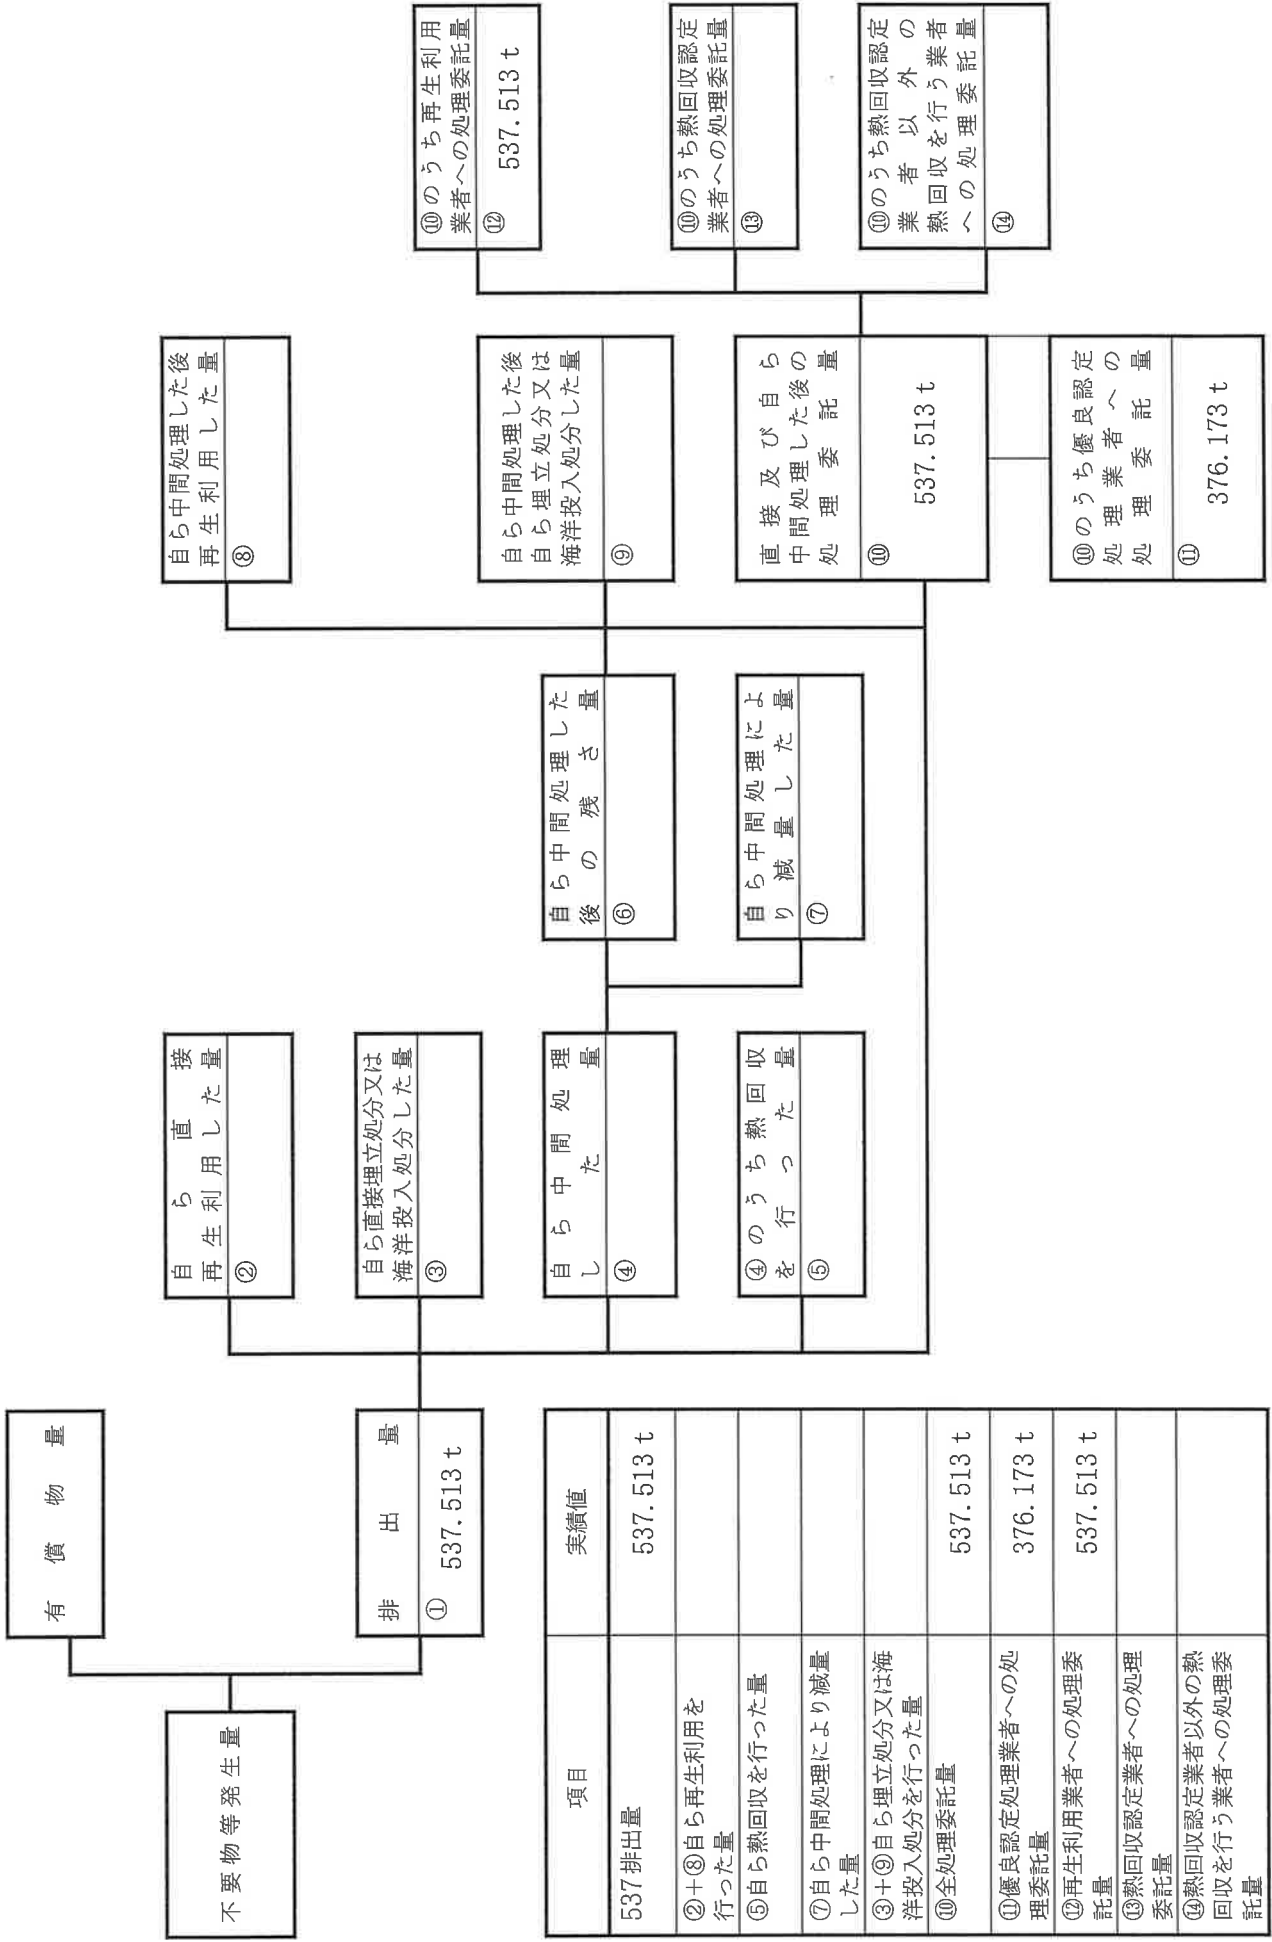 不要物等発生量
有償物量
排出量
① 537.513 t
自ら直接
再生利用した量
②
自ら直接埋立処分又は
海洋投入処分した量
③
自ら中間処理
した量
④
④のうち熱回収
を行った量
⑤
自ら中間処理した
後の残さ量
⑥
自ら中間処理によ
り減量した量
⑦
自ら中間処理した後
再生利用した量
⑧
自ら中間処理した後
自ら埋立処分又は
海洋投入処分した量
⑨
直接及び自ら
中間処理した後の
処理委託量
⑩
537.513 t
⑩のうち優良認定
処理業者への
処理委託量
⑪
376.173 t
⑩のうち再生利用
業者への処理委託量
⑫
537.513 t
⑩のうち熱回収認定
業者への処理委託量
⑬
⑩のうち熱回収認定
業者以外の
熱回収を行う業者
への処理委託量
⑭
項目 実績値
537排出量 537.513 t
②＋⑧自ら再生利用を
行った量
⑤自ら熱回収を行った量
⑦自ら中間処理により減量
した量
③＋⑨自ら埋立処分又は海
洋投入処分を行った量
⑩全処理委託量 537.513 t
⑪優良認定処理業者への処
理委託量 376.173 t
⑫再生利用業者への処理委
託量 537.513 t
⑬熱回収認定業者への処理
委託量
⑭熱回収認定業者以外の熱
回収を行う業者への処理委
託量